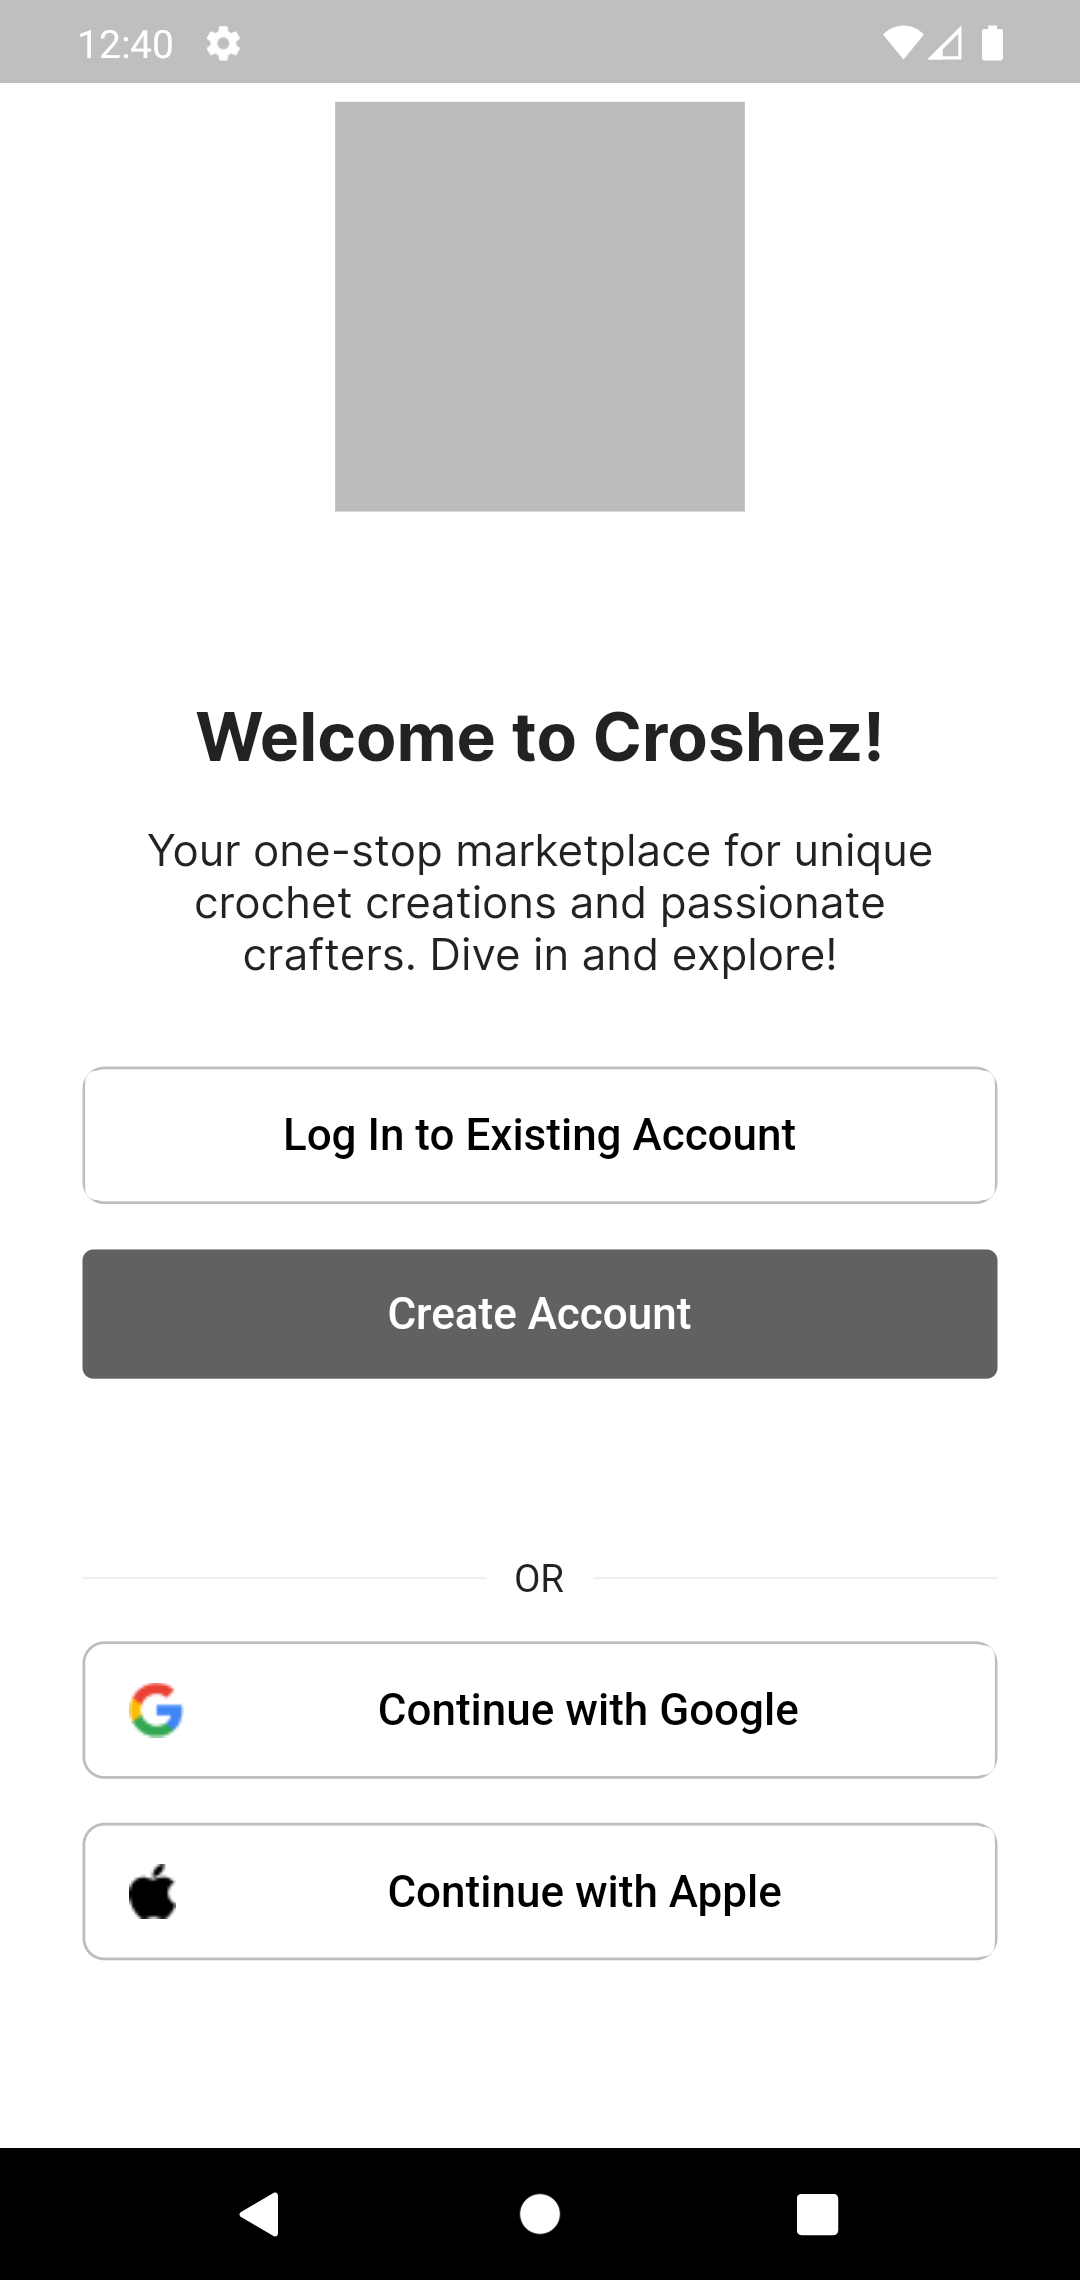 12:40
Welcome to Croshez!
Your one-stop marketplace for unique
crochet creations and passionate
crafters. Dive in and explore!
Log In to Existing Account
Create Account
OR
Continue with Google
Continue with Apple